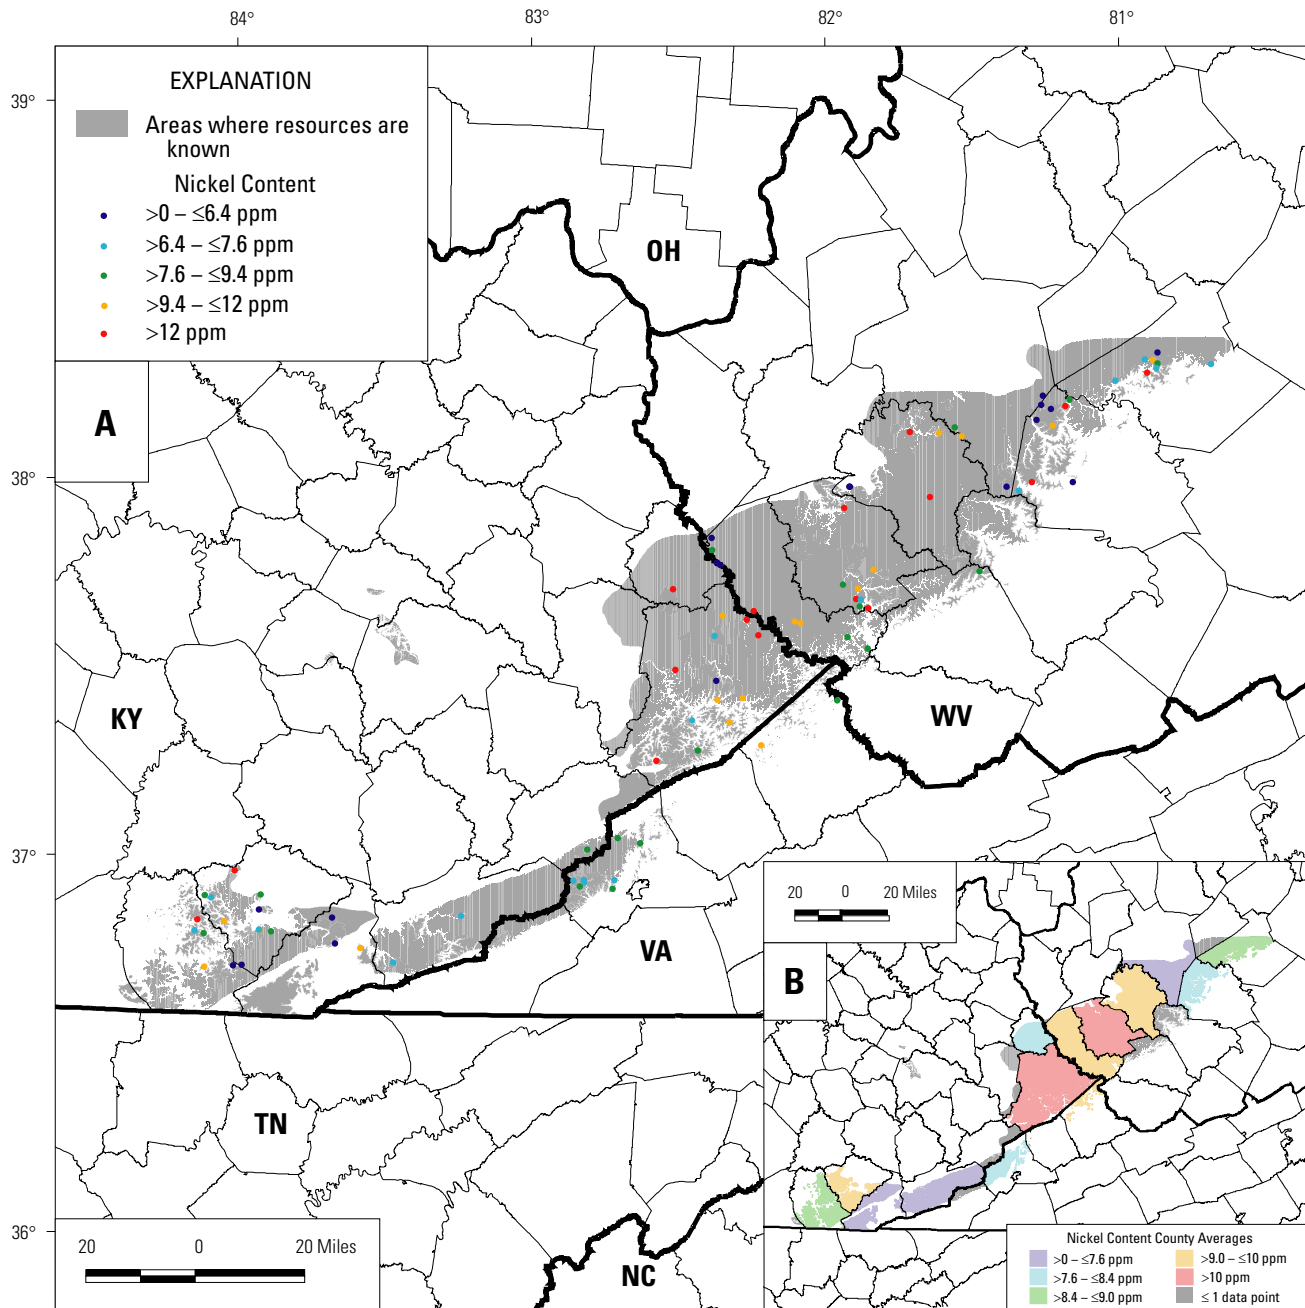 84°
83°
82°
81°
39°
38°
37°
36°
EXPLANATION
Areas where resources are
known
Nickel Content
>0 – ≤6.4 ppm
>6.4 – ≤7.6 ppm
>7.6 – ≤9.4 ppm
>9.4 – ≤12 ppm
>12 ppm
A
OH
KY
WV
VA
TN
NC
20 0 20 Miles
20 0 20 Miles
B
Nickel Content County Averages
>0 – ≤7.6 ppm
>7.6 – ≤8.4 ppm
>8.4 – ≤9.0 ppm
>9.0 – ≤10 ppm
>10 ppm
≤ 1 data point